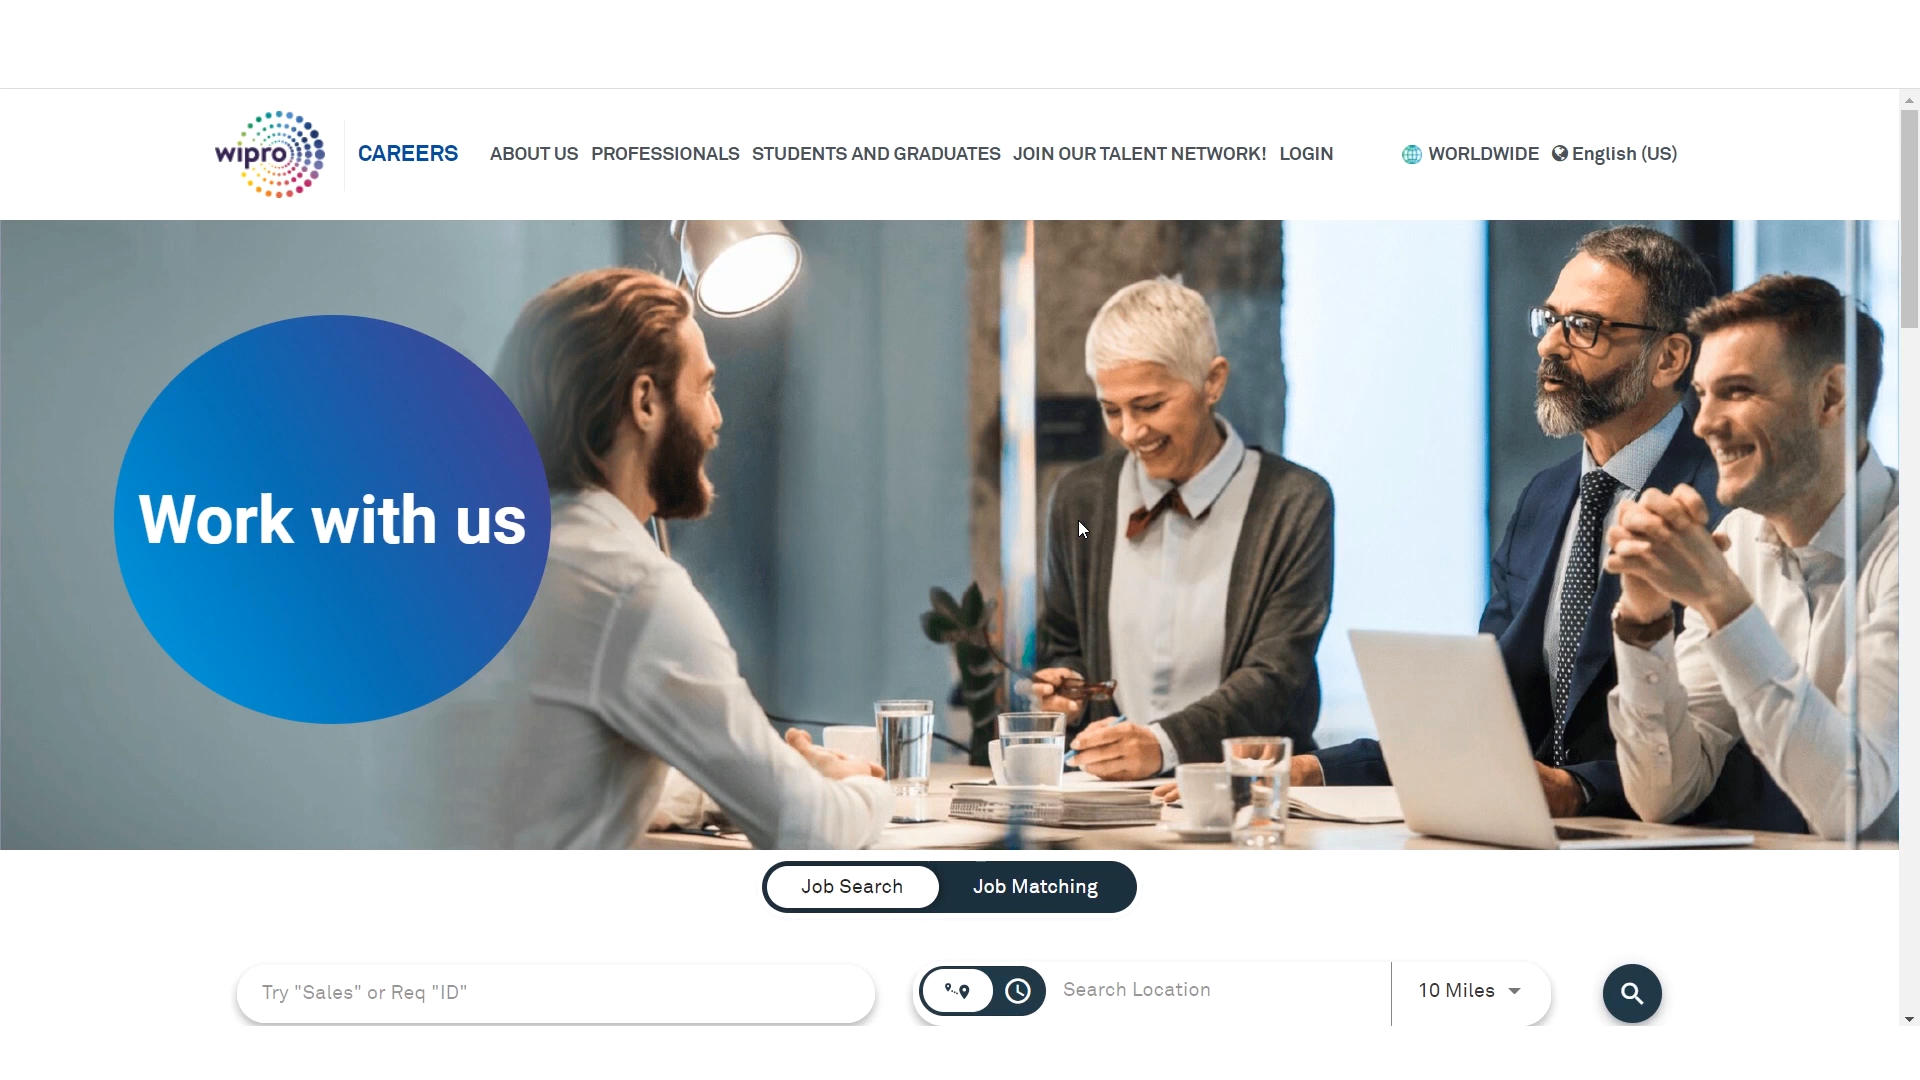 wipro CAREERS ABOUT US PROFESSIONALS STUDENTS AND GRADUATES JOIN OUR TALENT NETWORK! LOGIN WORLDWIDE English (US)
Work with us
Job Search Job Matching
Try "Sales" or Req "ID" Search Location 10 Miles